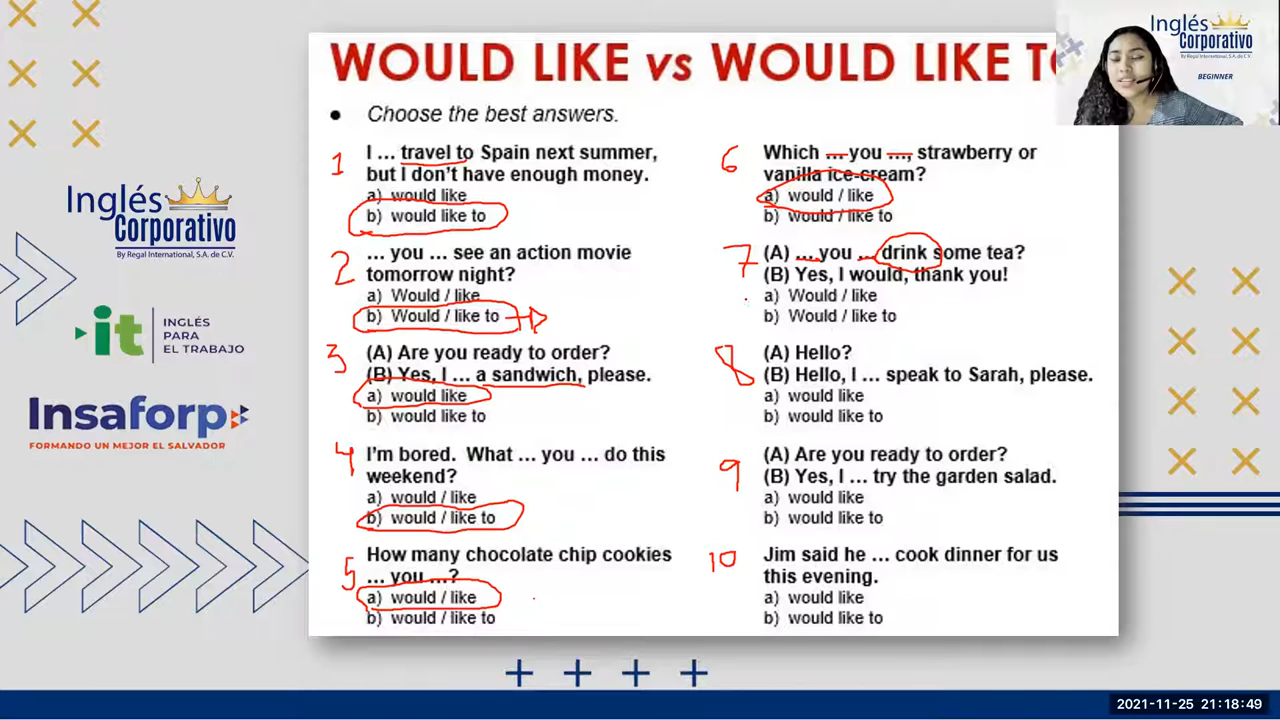 WOULD LIKE vs WOULD LIKE
Inglés
Corporativo
By Regal International, S.A. de C.V.
BEGINNER
Inglés
Corporativo
By Regal International, S.A. de C.V.
it
INGLÉS
PARA
EL TRABAJO
Insaforp
FORMANDO UN MEJOR EL SALVADOR
● Choose the best answers.
1
I ... travel to Spain next summer,
but I don't have enough money.
a) would like
b) would like to
2
... you ... see an action movie
tomorrow night?
a) Would / like
b) Would / like to
3
(A) Are you ready to order?
(B) Yes, I ... a sandwich, please.
a) would like
b) would like to
4
I'm bored. What ... you ... do this
weekend?
a) would / like
b) would / like to
5
How many chocolate chip cookies
... you ...?
a) would / like
b) would / like to
6
Which ... you ..., strawberry or
vanilla ice-cream?
a) would / like
b) would / like to
7
(A) ... you ... drink some tea?
(B) Yes, I would, thank you!
a) Would / like
b) Would / like to
8
(A) Hello?
(B) Hello, I ... speak to Sarah, please.
a) would like
b) would like to
9
(A) Are you ready to order?
(B) Yes, I ... try the garden salad.
a) would like
b) would like to
10
Jim said he ... cook dinner for us
this evening.
a) would like
b) would like to
2021-11-25 21:18:49